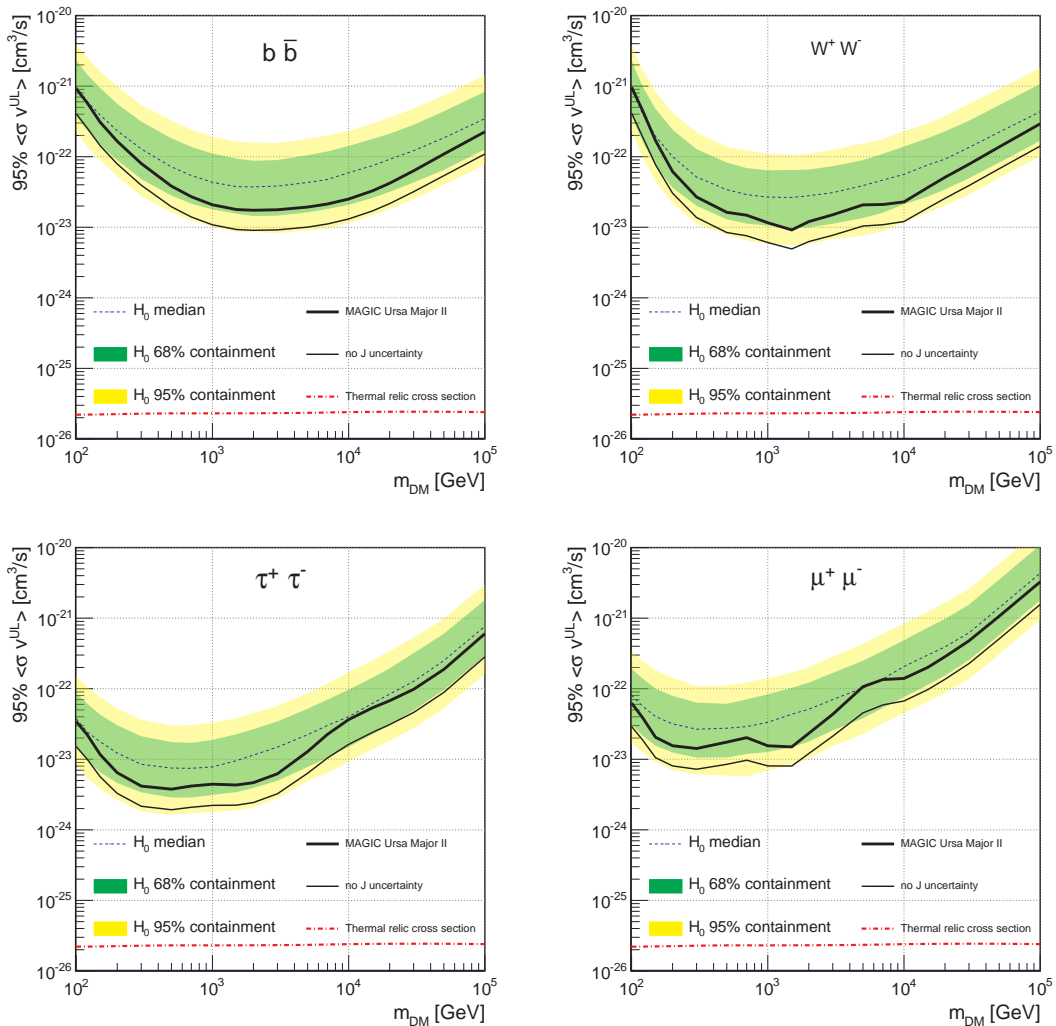 b b̅
95% <σ v^UL> [cm³/s]
10⁻²⁰
10⁻²¹
10⁻²²
10⁻²³
10⁻²⁴
10⁻²⁵
10⁻²⁶
H₀ median
MAGIC Ursa Major II
H₀ 68% containment
no J uncertainty
H₀ 95% containment
Thermal relic cross section
10² 10³ 10⁴ 10⁵
m_DM [GeV]
W⁺ W⁻
95% <σ v^UL> [cm³/s]
10⁻²⁰
10⁻²¹
10⁻²²
10⁻²³
10⁻²⁴
10⁻²⁵
10⁻²⁶
H₀ median
MAGIC Ursa Major II
H₀ 68% containment
no J uncertainty
H₀ 95% containment
Thermal relic cross section
10² 10³ 10⁴ 10⁵
m_DM [GeV]
τ⁺ τ⁻
95% <σ v^UL> [cm³/s]
10⁻²⁰
10⁻²¹
10⁻²²
10⁻²³
10⁻²⁴
10⁻²⁵
10⁻²⁶
H₀ median
MAGIC Ursa Major II
H₀ 68% containment
no J uncertainty
H₀ 95% containment
Thermal relic cross section
10² 10³ 10⁴ 10⁵
m_DM [GeV]
μ⁺ μ⁻
95% <σ v^UL> [cm³/s]
10⁻²⁰
10⁻²¹
10⁻²²
10⁻²³
10⁻²⁴
10⁻²⁵
10⁻²⁶
H₀ median
MAGIC Ursa Major II
H₀ 68% containment
no J uncertainty
H₀ 95% containment
Thermal relic cross section
10² 10³ 10⁴ 10⁵
m_DM [GeV]